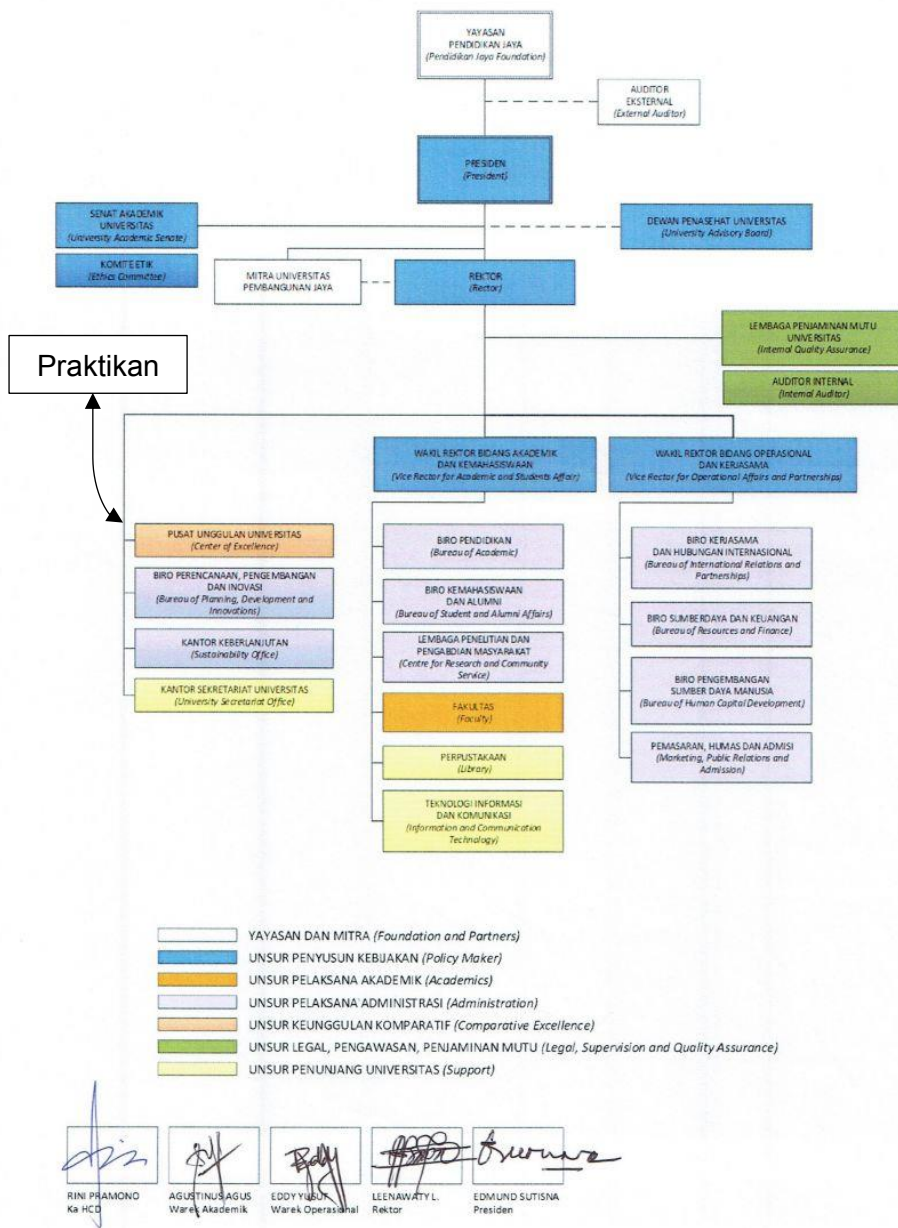 YAYASAN
PENDIDIKAN JAYA
(Pendidikan Jaya Foundation)
AUDITOR
EKSTERNAL
(External Auditor)
PRESIDEN
(President)
SENAT AKADEMIK
UNIVERSITAS
(University Academic Senate)
DEWAN PENASEHAT UNIVERSITAS
(University Advisory Board)
KOMITE ETIK
(Ethics Committee)
MITRA UNIVERSITAS
PEMBANGUNAN JAYA
REKTOR
(Rector)
LEMBAGA PENJAMINAN MUTU
UNIVERSITAS
(Internal Quality Assurance)
AUDITOR INTERNAL
(Internal Auditor)
Praktikan
WAKIL REKTOR BIDANG AKADEMIK
DAN KEMAHASISWAAN
(Vice Rector for Academic and Students Affair)
WAKIL REKTOR BIDANG OPERASIONAL
DAN KERJASAMA
(Vice Rector for Operational Affairs and Partnerships)
PUSAT UNGGULAN UNIVERSITAS
(Center of Excellence)
BIRO PERENCANAAN, PENGEMBANGAN
DAN INOVASI
(Bureau of Planning, Development and
Innovations)
KANTOR KEBERLANJUTAN
(Sustainability Office)
KANTOR SEKRETARIAT UNIVERSITAS
(University Secretariat Office)
BIRO PENDIDIKAN
(Bureau of Academic)
BIRO KEMAHASISWAAN
DAN ALUMNI
(Bureau of Student and Alumni Affairs)
LEMBAGA PENELITIAN DAN
PENGABDIAN MASYARAKAT
(Centre for Research and Community
Service)
FAKULTAS
(Faculty)
PERPUSTAKAAN
(Library)
TEKNOLOGI INFORMASI
DAN KOMUNIKASI
(Information and Communication
Technology)
BIRO KERJASAMA
DAN HUBUNGAN INTERNASIONAL
(Bureau of International Relations and
Partnerships)
BIRO SUMBERDAYA DAN KEUANGAN
(Bureau of Resources and Finance)
BIRO PENGEMBANGAN
SUMBER DAYA MANUSIA
(Bureau of Human Capital Development)
PEMASARAN, HUMAS DAN ADMISI
(Marketing, Public Relations and
Admission)
YAYASAN DAN MITRA (Foundation and Partners)
UNSUR PENYUSUN KEBIJAKAN (Policy Maker)
UNSUR PELAKSANA AKADEMIK (Academics)
UNSUR PELAKSANA ADMINISTRASI (Administration)
UNSUR KEUNGGULAN KOMPARATIF (Comparative Excellence)
UNSUR LEGAL, PENGAWASAN, PENJAMINAN MUTU (Legal, Supervision and Quality Assurance)
UNSUR PENUNJANG UNIVERSITAS (Support)
RINI PRAMONO
Ka HCD
AGUSTINUS AGUS
Warek Akademik
EDDY YUSUF
Warek Operasional
LEENAWATY L.
Rektor
EDMUND SUTISNA
Presiden